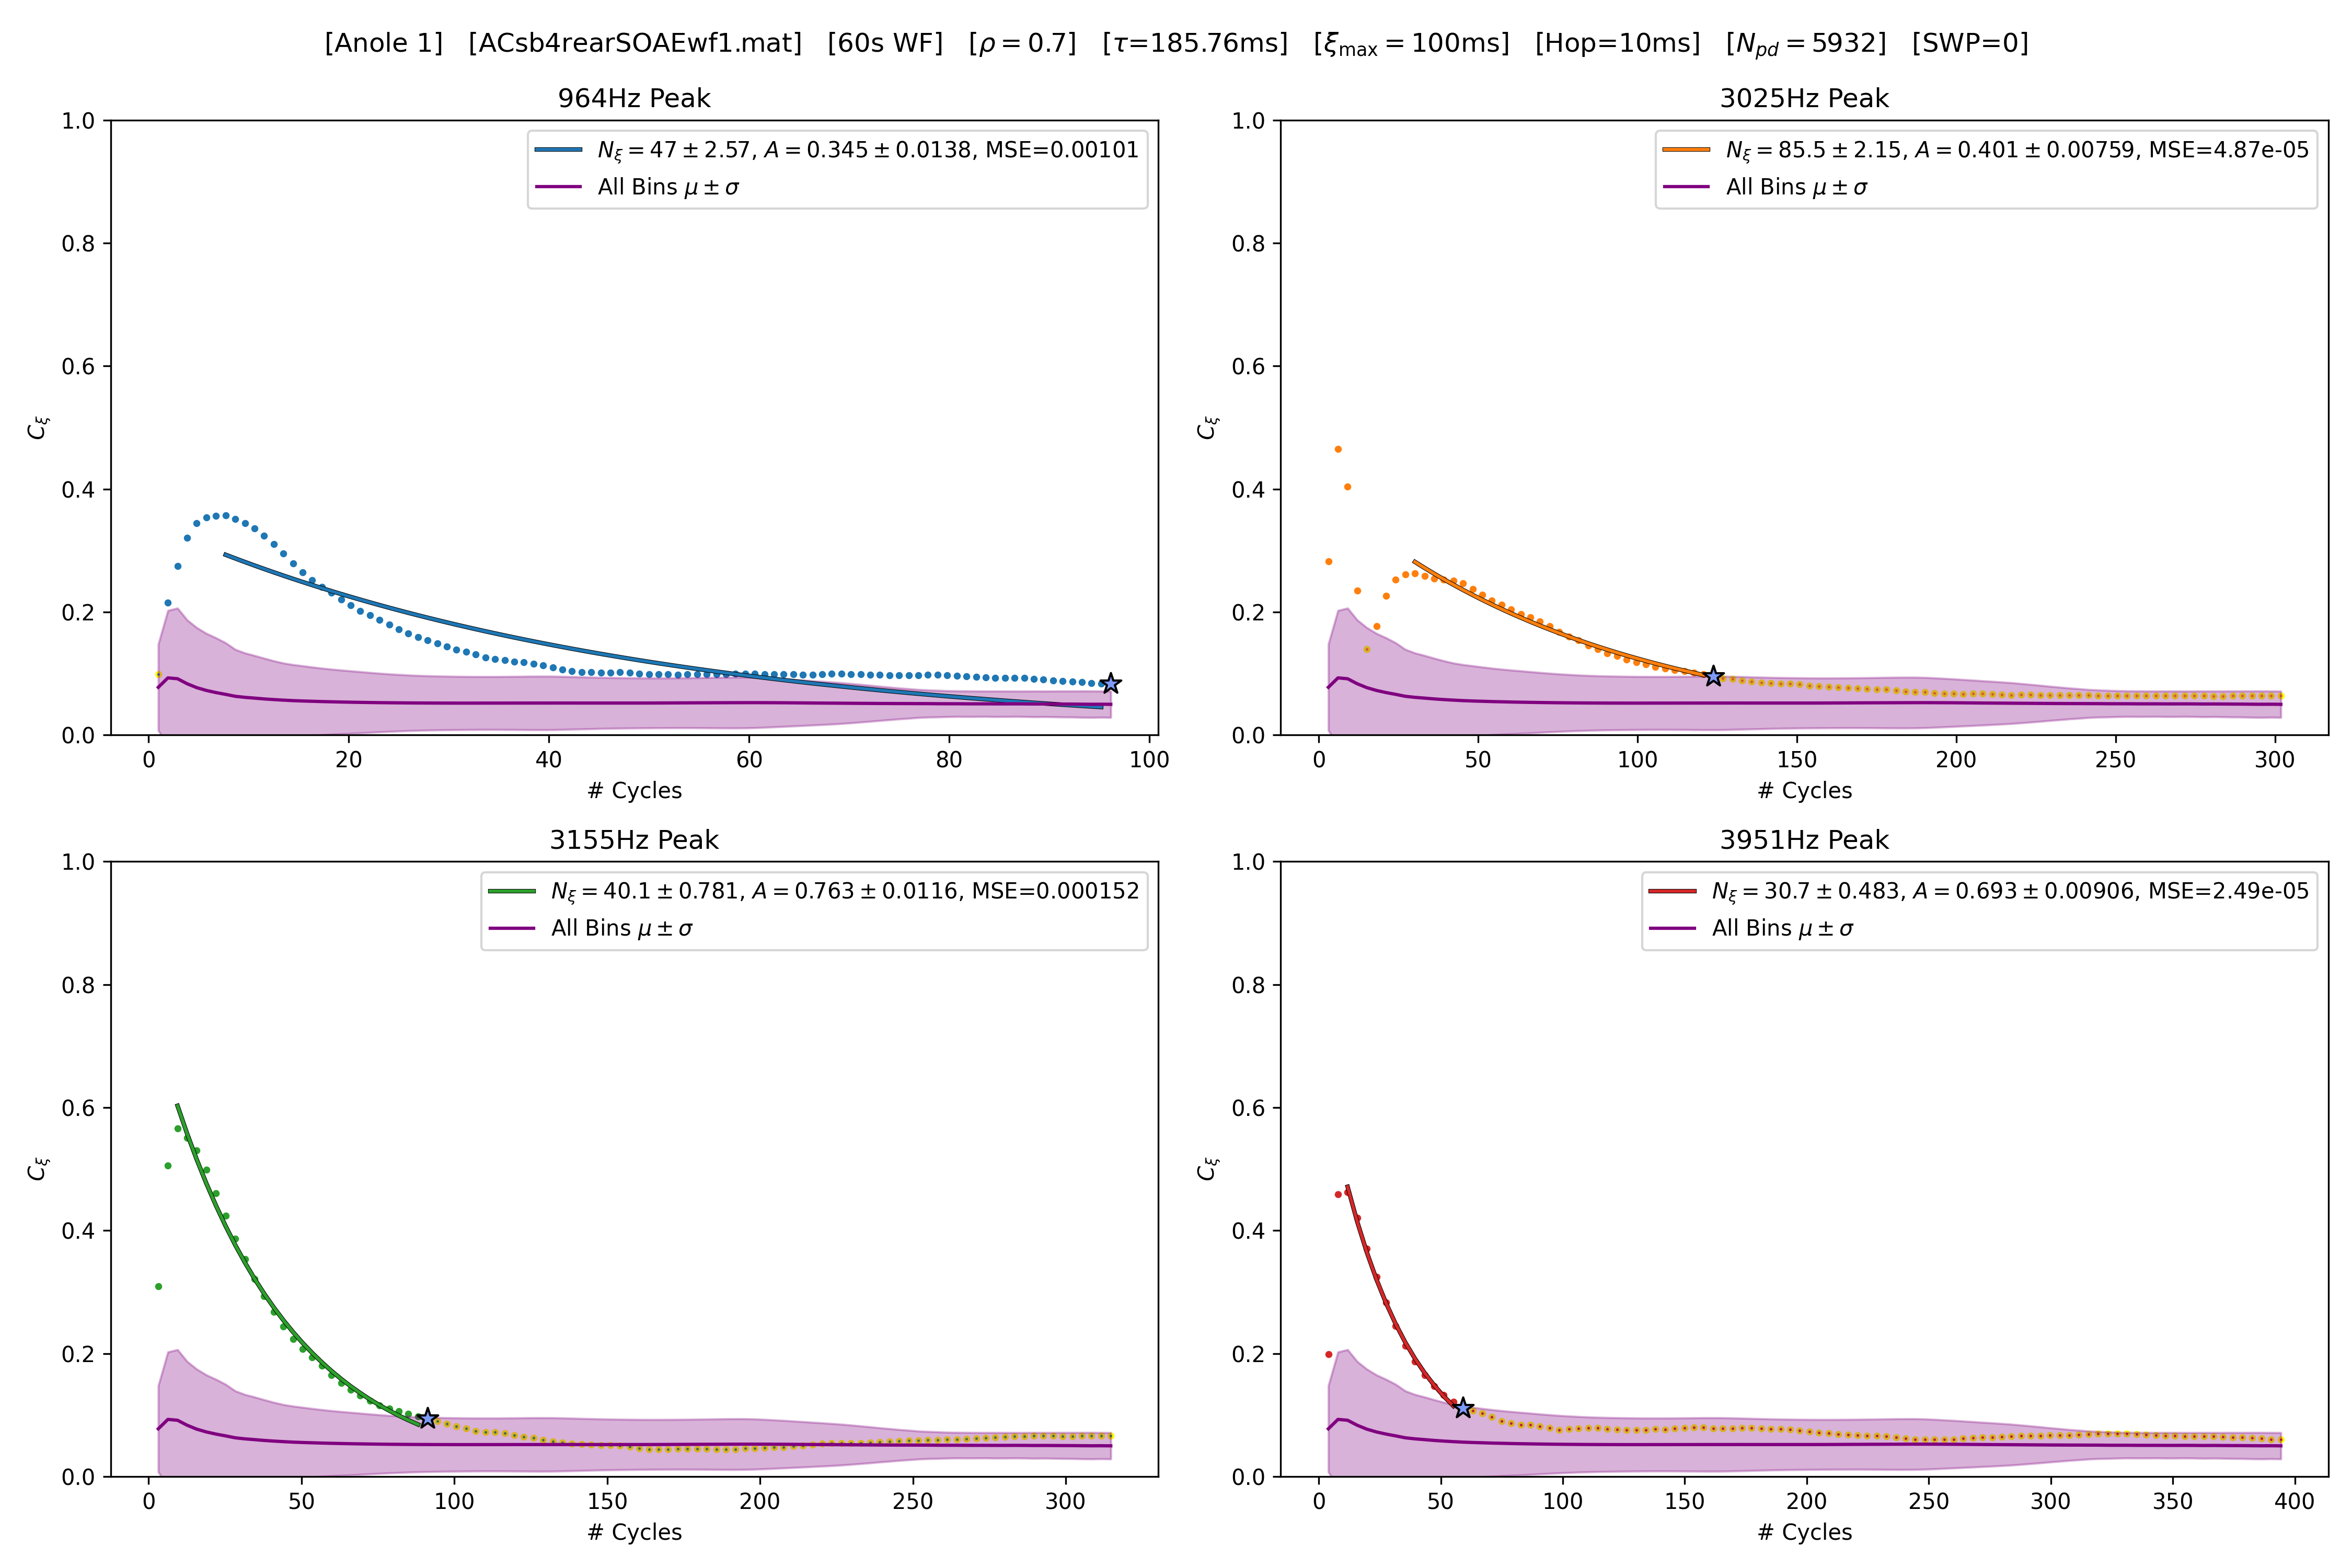 [Anole 1] [ACsb4rearSOAEwf1.mat] [60s WF] [ρ = 0.7] [τ=185.76ms] [ξmax = 100ms] [Hop=10ms] [Npd = 5932] [SWP=0]
964Hz Peak
Nξ = 47 ± 2.57, A = 0.345 ± 0.0138, MSE=0.00101
All Bins μ ± σ
1.0
0.8
0.6
0.4
0.2
0.0
Cξ
0 20 40 60 80 100
# Cycles
3025Hz Peak
Nξ = 85.5 ± 2.15, A = 0.401 ± 0.00759, MSE=4.87e-05
All Bins μ ± σ
1.0
0.8
0.6
0.4
0.2
0.0
Cξ
0 50 100 150 200 250 300
# Cycles
3155Hz Peak
Nξ = 40.1 ± 0.781, A = 0.763 ± 0.0116, MSE=0.000152
All Bins μ ± σ
1.0
0.8
0.6
0.4
0.2
0.0
Cξ
0 50 100 150 200 250 300
# Cycles
3951Hz Peak
Nξ = 30.7 ± 0.483, A = 0.693 ± 0.00906, MSE=2.49e-05
All Bins μ ± σ
1.0
0.8
0.6
0.4
0.2
0.0
Cξ
0 50 100 150 200 250 300 350 400
# Cycles